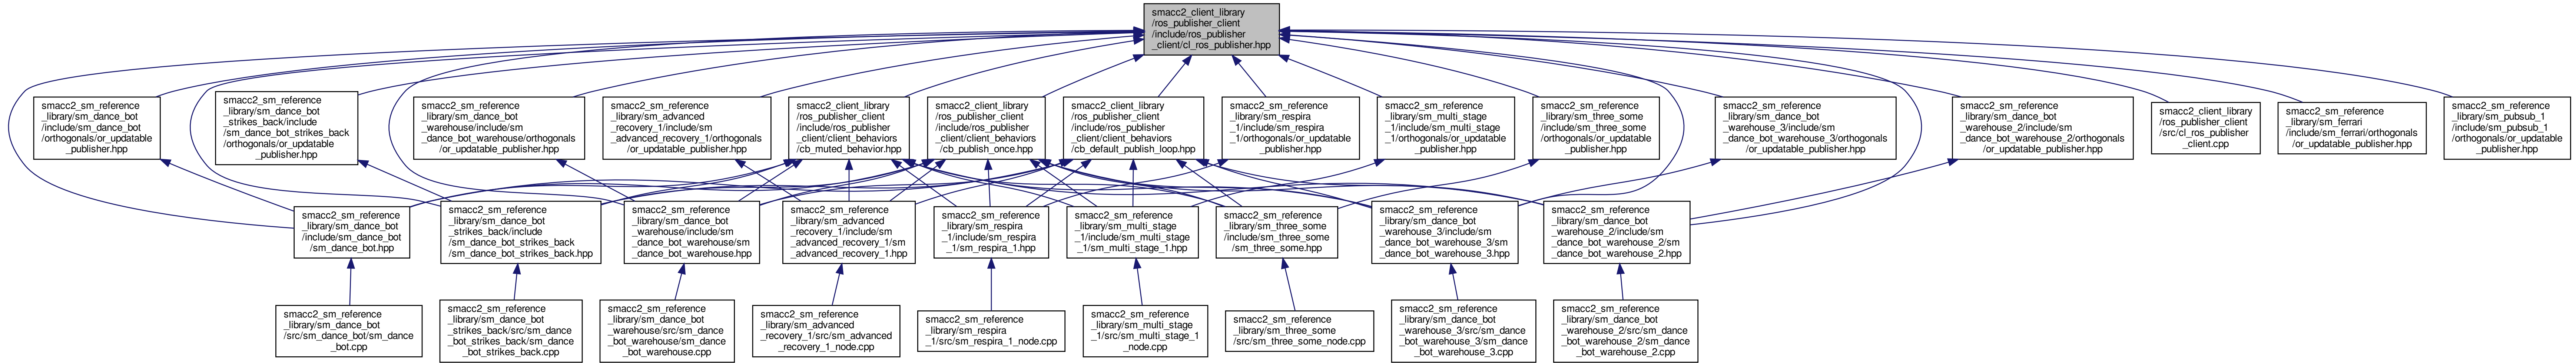 smacc2_client_library
/ros_publisher_client
/include/ros_publisher
_client/cl_ros_publisher.hpp
smacc2_sm_reference
_library/sm_dance_bot
/include/sm_dance_bot
/orthogonals/or_updatable
_publisher.hpp
smacc2_sm_reference
_library/sm_dance_bot
_strikes_back/include
/sm_dance_bot_strikes_back
/orthogonals/or_updatable
_publisher.hpp
smacc2_sm_reference
_library/sm_dance_bot
_warehouse/include/sm
_dance_bot_warehouse/orthogonals
/or_updatable_publisher.hpp
smacc2_sm_reference
_library/sm_advanced
_recovery_1/include/sm
_advanced_recovery_1/orthogonals
/or_updatable_publisher.hpp
smacc2_client_library
/ros_publisher_client
/include/ros_publisher
_client/client_behaviors
/cb_muted_behavior.hpp
smacc2_client_library
/ros_publisher_client
/include/ros_publisher
_client/client_behaviors
/cb_publish_once.hpp
smacc2_client_library
/ros_publisher_client
/include/ros_publisher
_client/client_behaviors
/cb_default_publish_loop.hpp
smacc2_sm_reference
_library/sm_respira
_1/include/sm_respira
_1/orthogonals/or_updatable
_publisher.hpp
smacc2_sm_reference
_library/sm_multi_stage
_1/include/sm_multi_stage
_1/orthogonals/or_updatable
_publisher.hpp
smacc2_sm_reference
_library/sm_three_some
/include/sm_three_some
/orthogonals/or_updatable
_publisher.hpp
smacc2_sm_reference
_library/sm_dance_bot
_warehouse_3/include/sm
_dance_bot_warehouse_3/orthogonals
/or_updatable_publisher.hpp
smacc2_sm_reference
_library/sm_dance_bot
_warehouse_2/include/sm
_dance_bot_warehouse_2/orthogonals
/or_updatable_publisher.hpp
smacc2_client_library
/ros_publisher_client
/src/cl_ros_publisher
_client.cpp
smacc2_sm_reference
_library/sm_ferrari
/include/sm_ferrari/orthogonals
/or_updatable_publisher.hpp
smacc2_sm_reference
_library/sm_pubsub_1
/include/sm_pubsub_1
/orthogonals/or_updatable
_publisher.hpp
smacc2_sm_reference
_library/sm_dance_bot
/include/sm_dance_bot
/sm_dance_bot.hpp
smacc2_sm_reference
_library/sm_dance_bot
_strikes_back/include
/sm_dance_bot_strikes_back
/sm_dance_bot_strikes_back.hpp
smacc2_sm_reference
_library/sm_dance_bot
_warehouse/include/sm
_dance_bot_warehouse/sm
_dance_bot_warehouse.hpp
smacc2_sm_reference
_library/sm_advanced
_recovery_1/include/sm
_advanced_recovery_1/sm
_advanced_recovery_1.hpp
smacc2_sm_reference
_library/sm_respira
_1/include/sm_respira
_1/sm_respira_1.hpp
smacc2_sm_reference
_library/sm_multi_stage
_1/include/sm_multi_stage
_1/sm_multi_stage_1.hpp
smacc2_sm_reference
_library/sm_three_some
/include/sm_three_some
/sm_three_some.hpp
smacc2_sm_reference
_library/sm_dance_bot
_warehouse_3/include/sm
_dance_bot_warehouse_3/sm
_dance_bot_warehouse_3.hpp
smacc2_sm_reference
_library/sm_dance_bot
_warehouse_2/include/sm
_dance_bot_warehouse_2/sm
_dance_bot_warehouse_2.hpp
smacc2_sm_reference
_library/sm_dance_bot
/src/sm_dance_bot/sm_dance
_bot.cpp
smacc2_sm_reference
_library/sm_dance_bot
_strikes_back/src/sm_dance
_bot_strikes_back/sm_dance
_bot_strikes_back.cpp
smacc2_sm_reference
_library/sm_dance_bot
_warehouse/src/sm_dance
_bot_warehouse/sm_dance
_bot_warehouse.cpp
smacc2_sm_reference
_library/sm_advanced
_recovery_1/src/sm_advanced
_recovery_1_node.cpp
smacc2_sm_reference
_library/sm_respira
_1/src/sm_respira_1_node.cpp
smacc2_sm_reference
_library/sm_multi_stage
_1/src/sm_multi_stage_1
_node.cpp
smacc2_sm_reference
_library/sm_three_some
/src/sm_three_some_node.cpp
smacc2_sm_reference
_library/sm_dance_bot
_warehouse_3/src/sm_dance
_bot_warehouse_3/sm_dance
_bot_warehouse_3.cpp
smacc2_sm_reference
_library/sm_dance_bot
_warehouse_2/src/sm_dance
_bot_warehouse_2/sm_dance
_bot_warehouse_2.cpp